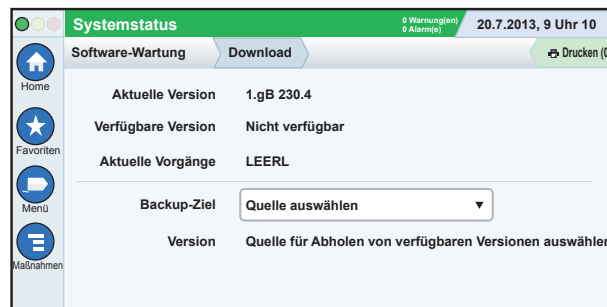 Systemstatus
0 Warnung(en)
0 Alarm(e)
20.7.2013, 9 Uhr 10
Software-Wartung
Download
Drucken (0
Home
Favoriten
Menü
Maßnahmen
Aktuelle Version 1.gB 230.4
Verfügbare Version Nicht verfügbar
Aktuelle Vorgänge LEERL
Backup-Ziel Quelle auswählen
Version Quelle für Abholen von verfügbaren Versionen auswählen